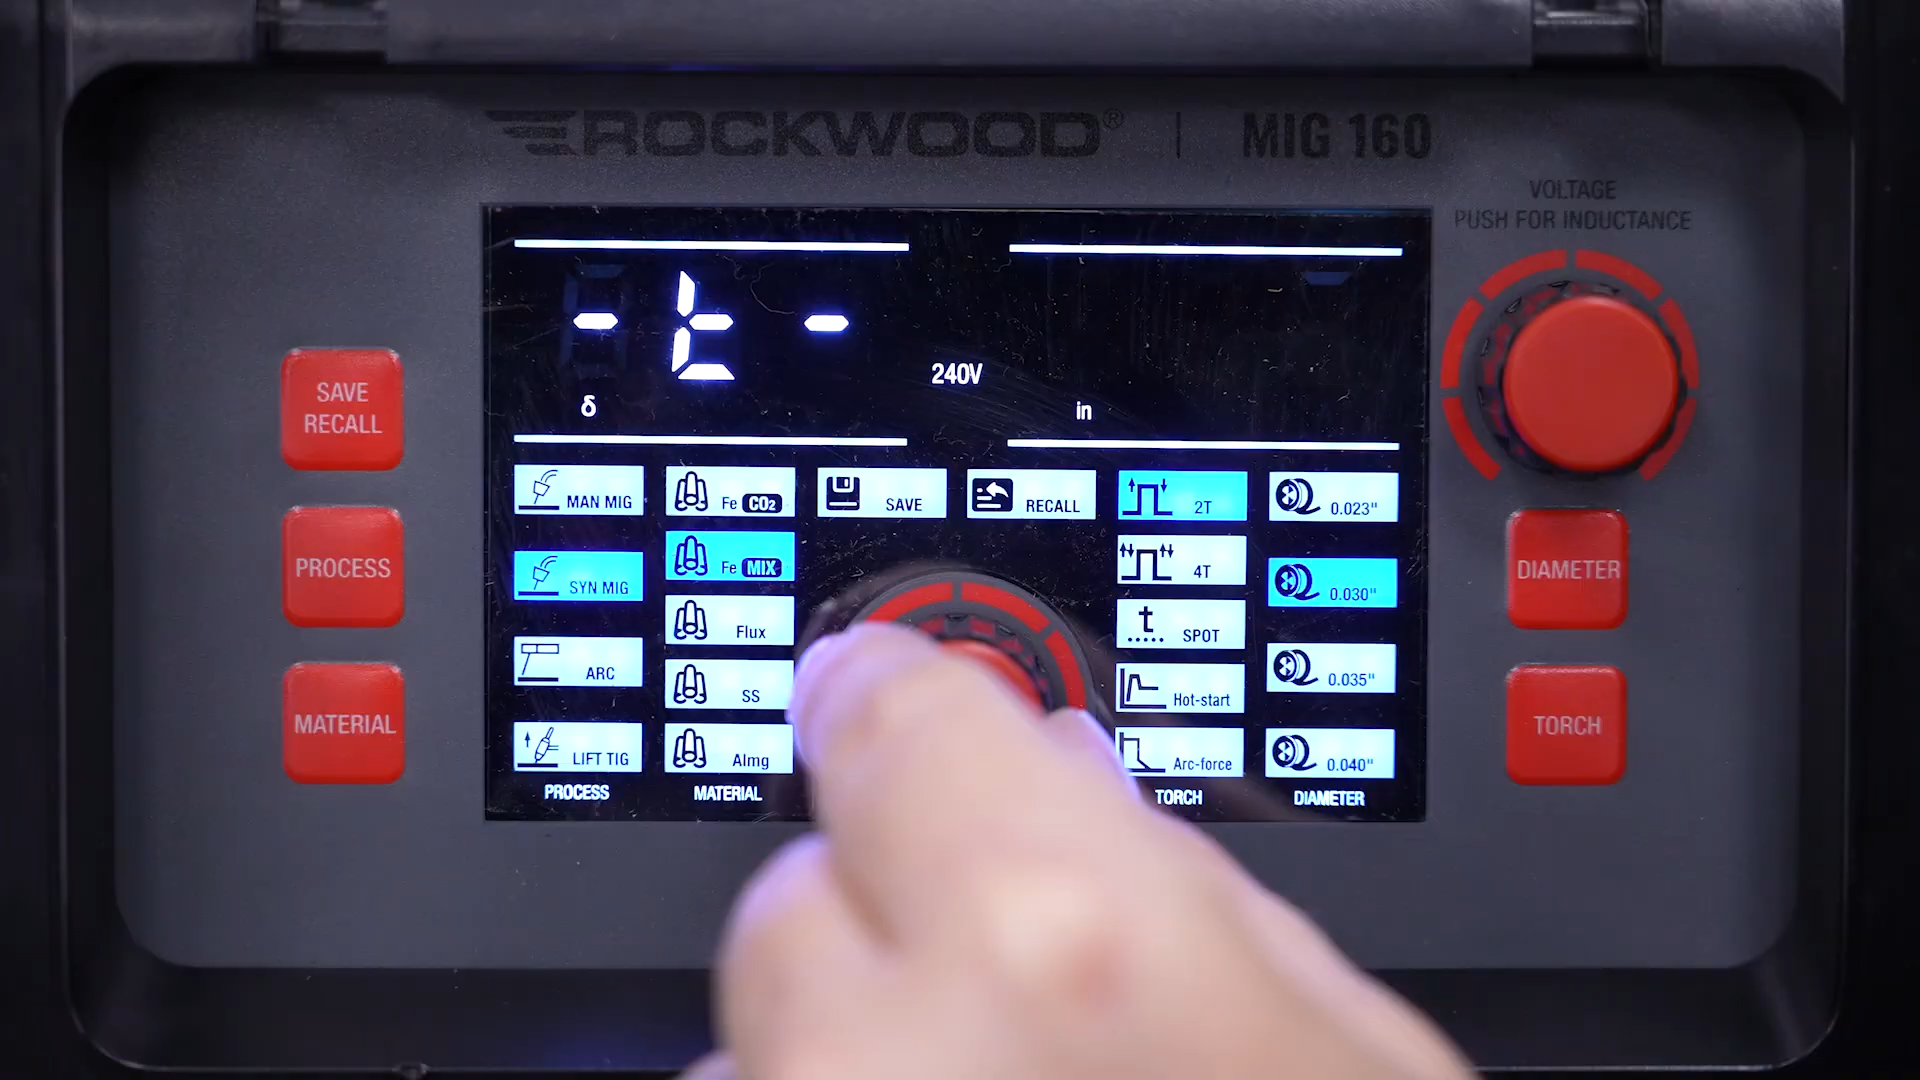 ROCKWOOD® | MIG 160
VOLTAGE
PUSH FOR INDUCTANCE
- t -
240V
δ
in
SAVE
RECALL
PROCESS
MATERIAL
MAN MIG
SYN MIG
ARC
LIFT TIG
PROCESS
Fe CO₂
Fe MIX
Flux
SS
Almg
MATERIAL
SAVE
RECALL
2T
4T
t
SPOT
Hot-start
Arc-force
TORCH
0.023"
0.030"
0.035"
0.040"
DIAMETER
DIAMETER
TORCH